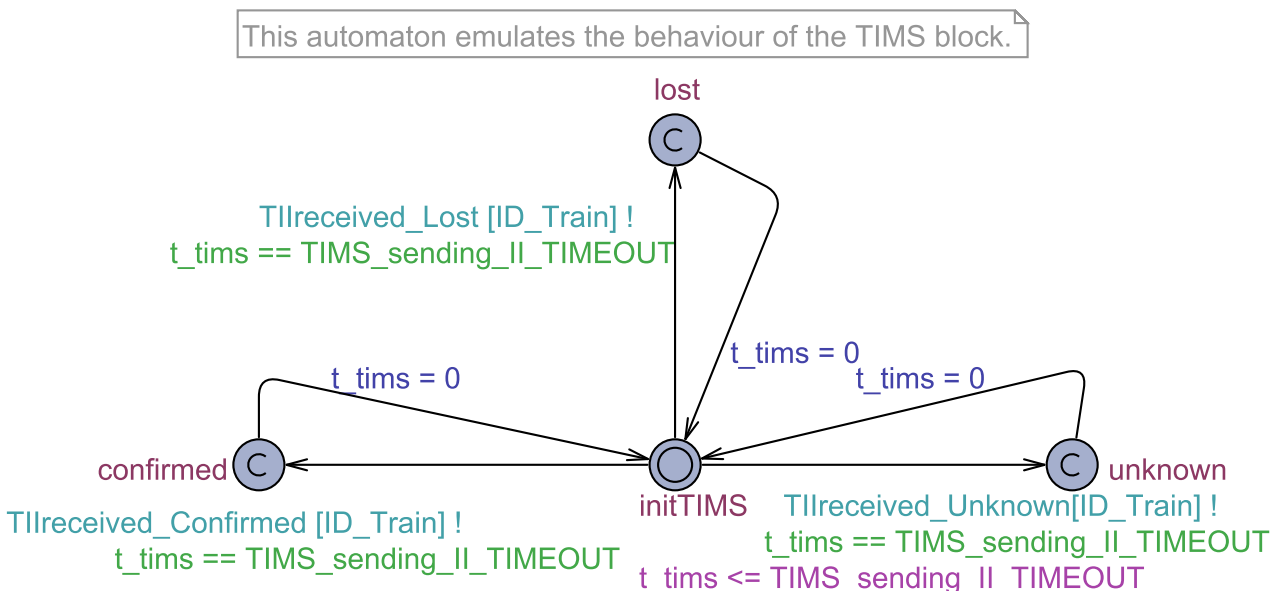 This automaton emulates the behaviour of the TIMS block.
lost
C
TIIreceived_Lost [ID_Train] !
t_tims == TIMS_sending_II_TIMEOUT
t_tims = 0
t_tims = 0
t_tims = 0
confirmed
C
C
unknown
initTIMS
TIIreceived_Unknown[ID_Train] !
TIIreceived_Confirmed [ID_Train] !
t_tims == TIMS_sending_II_TIMEOUT
t_tims == TIMS_sending_II_TIMEOUT
t_tims <= TIMS_sending_II_TIMEOUT